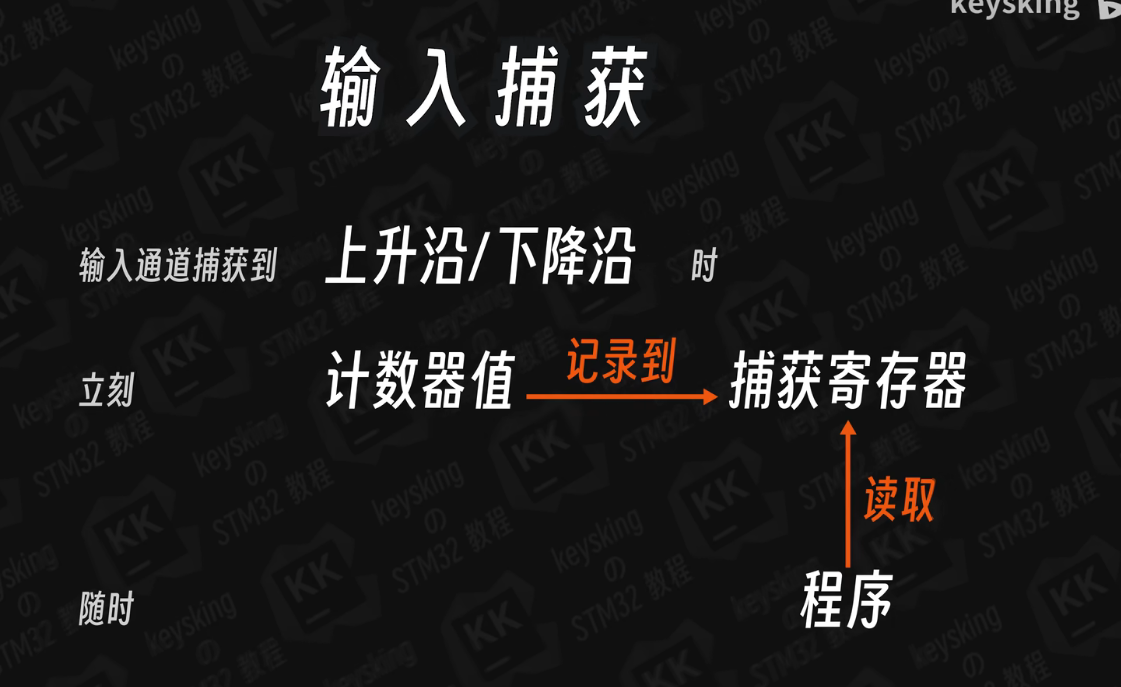 keysking
输入捕获
输入通道捕获到 上升沿/下降沿 时
立刻 计数器值 记录到 捕获寄存器
读取
随时 程序